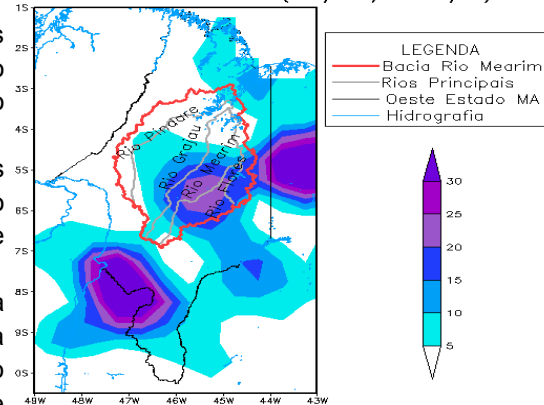 LEGENDA
Bacia Rio Mearim
Rios Principais
Oeste Estado MA
Hidrografia
1S
2S
3S
4S
5S
6S
7S
8S
9S
0S
Rio Pindare
Rio Grajau
Rio Mearim
Rio Flores
30
25
20
15
10
5
48W 47W 46W 45W 44W 43W